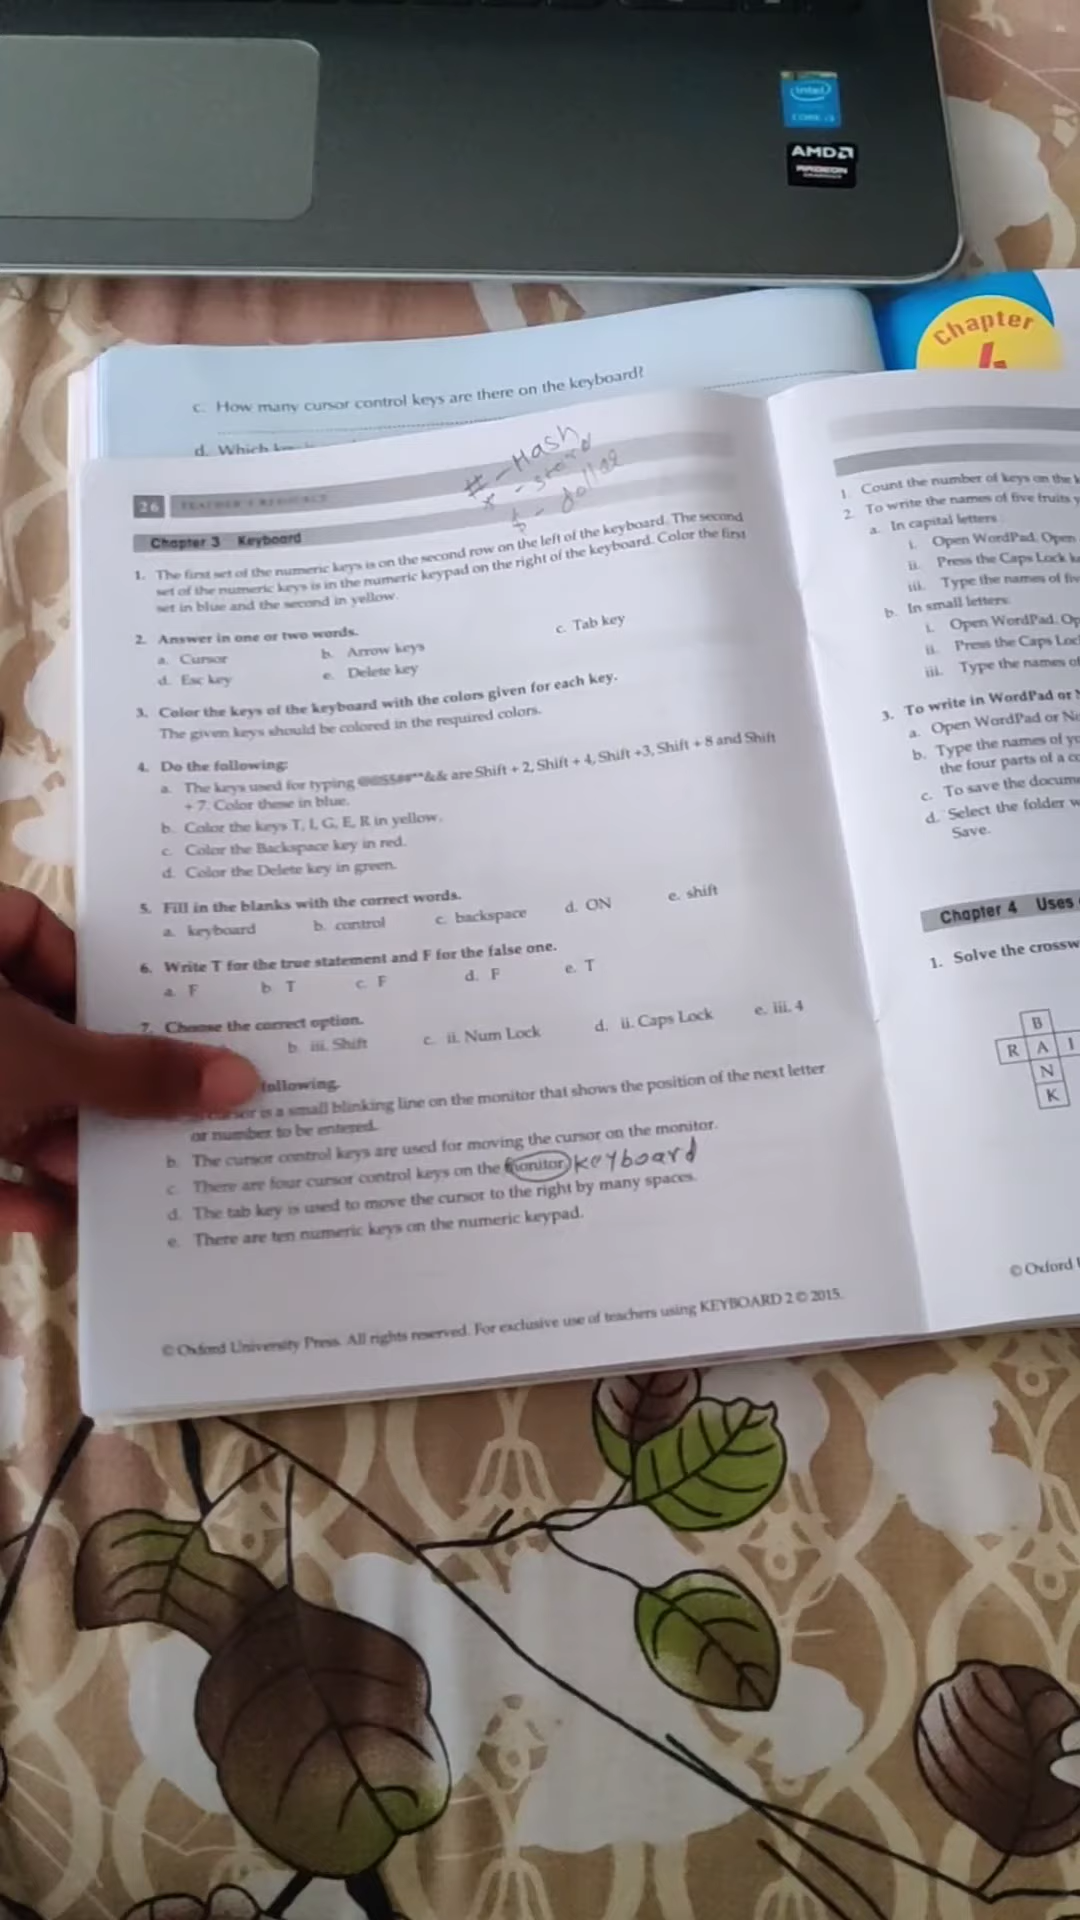 intel
CORE i3
AMD
RADEON
GRAPHICS
Chapter
c. How many cursor control keys are there on the keyboard?
d. Which
# - Hash
* -
$ - dollar
26
Chapter 3 Keyboard
1. The first set of the numeric keys is on the second row on the left of the keyboard. The second
set of the numeric keys is in the numeric keypad on the right of the keyboard. Color the first
set in blue and the second in yellow.
2. Answer in one or two words.
a. Cursor b. Arrow keys c. Tab key
d. Esc key e. Delete key
3. Color the keys of the keyboard with the colors given for each key.
The given keys should be colored in the required colors.
4. Do the following:
a. The keys used for typing @@$$##**&& are Shift + 2, Shift + 4, Shift +3, Shift + 8 and Shift
+ 7. Color these in blue.
b. Color the keys T, I, G, E, R in yellow.
c. Color the Backspace key in red.
d. Color the Delete key in green.
5. Fill in the blanks with the correct words.
a. keyboard b. control c. backspace d. ON e. shift
6. Write T for the true statement and F for the false one.
a. F b. T c. F d. F e. T
7. Choose the correct option.
b. iii. Shift c. ii. Num Lock d. ii. Caps Lock e. iii. 4
following.
is a small blinking line on the monitor that shows the position of the next letter
or number to be entered.
b. The cursor control keys are used for moving the cursor on the monitor.
c. There are four cursor control keys on the monitor. keyboard
d. The tab key is used to move the cursor to the right by many spaces.
e. There are ten numeric keys on the numeric keypad.
© Oxford University Press. All rights reserved. For exclusive use of teachers using KEYBOARD 2 © 2015.
1. Count the number of keys on the
2. To write the names of five fruits
a. In capital letters
i. Open WordPad. Open
ii. Press the Caps Lock
iii. Type the names of
b. In small letters
i. Open WordPad.
ii. Press the Caps
iii. Type the names of
3. To write in WordPad or
a. Open WordPad or
b. Type the names of
the four parts of a
c. To save the
d. Select the folder
Save.
Chapter 4 Uses
1. Solve the
B
R A I
N
K
© Oxford